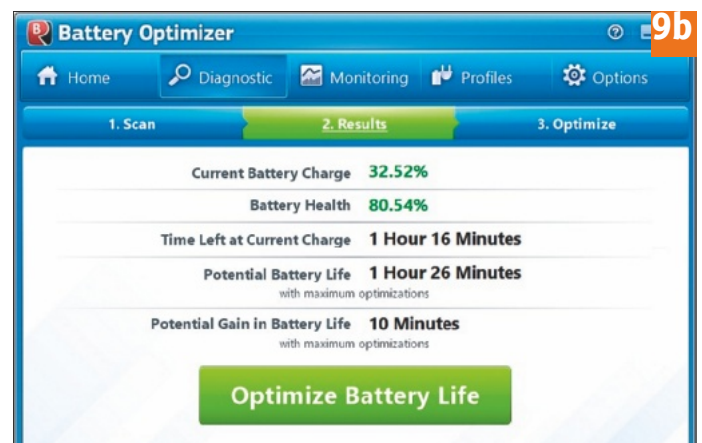 Battery Optimizer
9b
Home Diagnostic Monitoring Profiles Options
1. Scan 2. Results 3. Optimize
Current Battery Charge 32.52%
Battery Health 80.54%
Time Left at Current Charge 1 Hour 16 Minutes
Potential Battery Life 1 Hour 26 Minutes
with maximum optimizations
Potential Gain in Battery Life 10 Minutes
with maximum optimizations
Optimize Battery Life